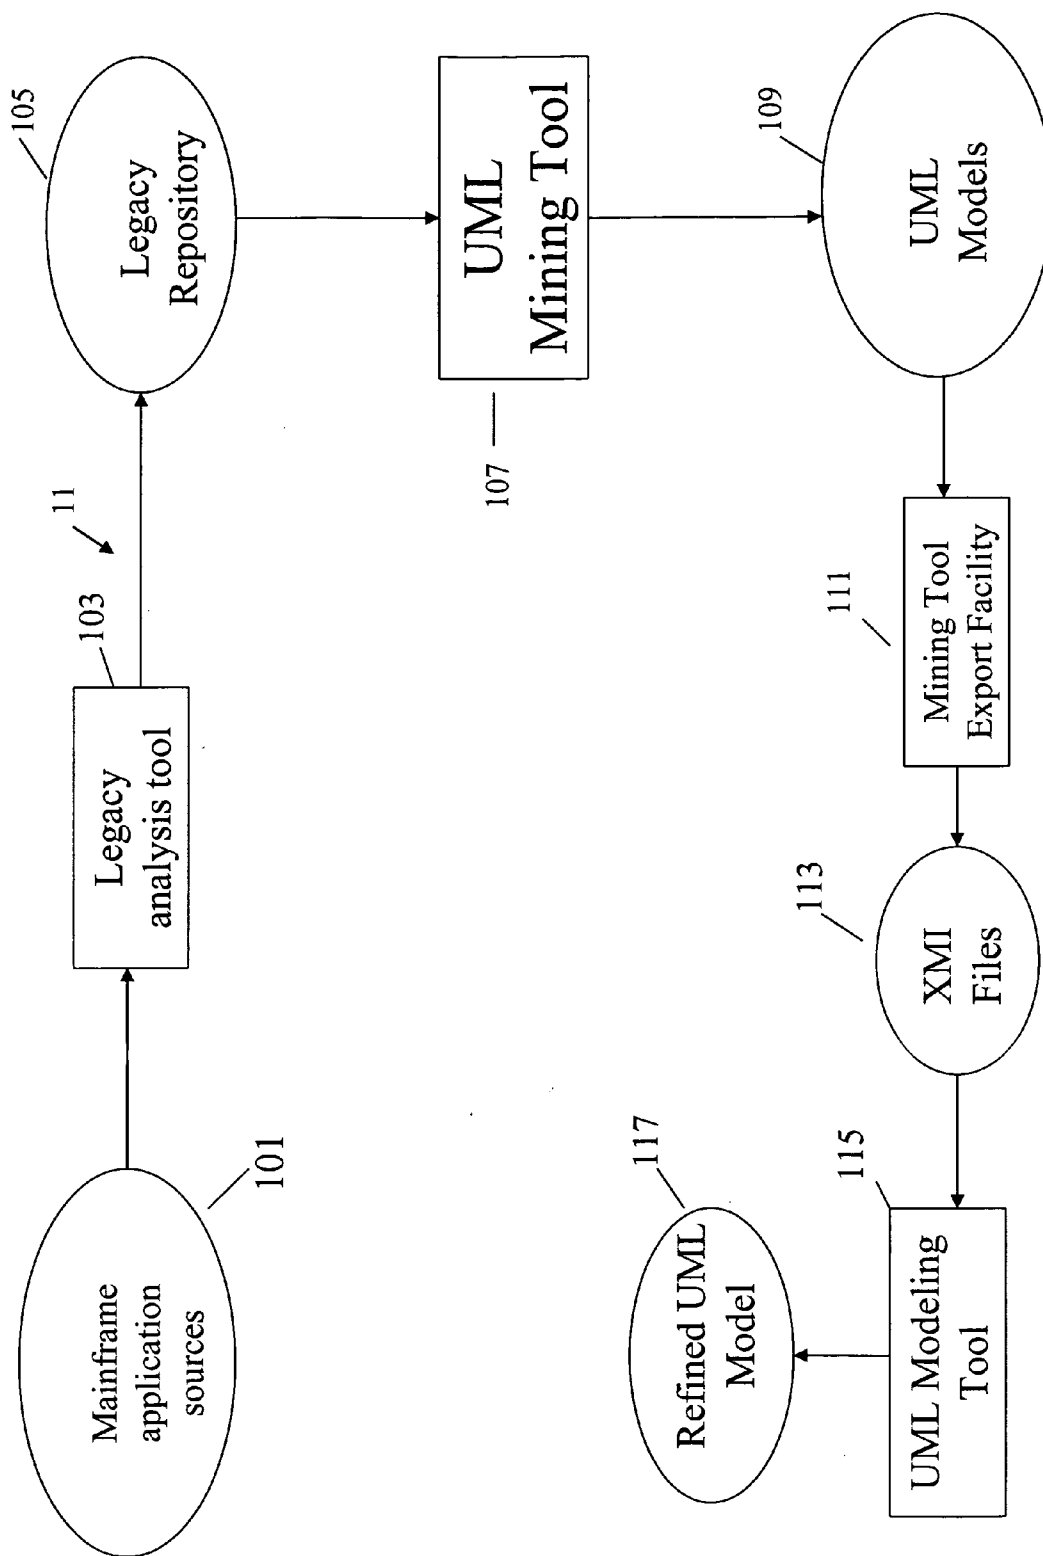 Mainframe
application
sources
101
Legacy
analysis tool
103
11
Legacy
Repository
105
UML
Mining Tool
107
UML
Models
109
Mining Tool
Export Facility
111
XMI
Files
113
UML Modeling
Tool
115
Refined UML
Model
117